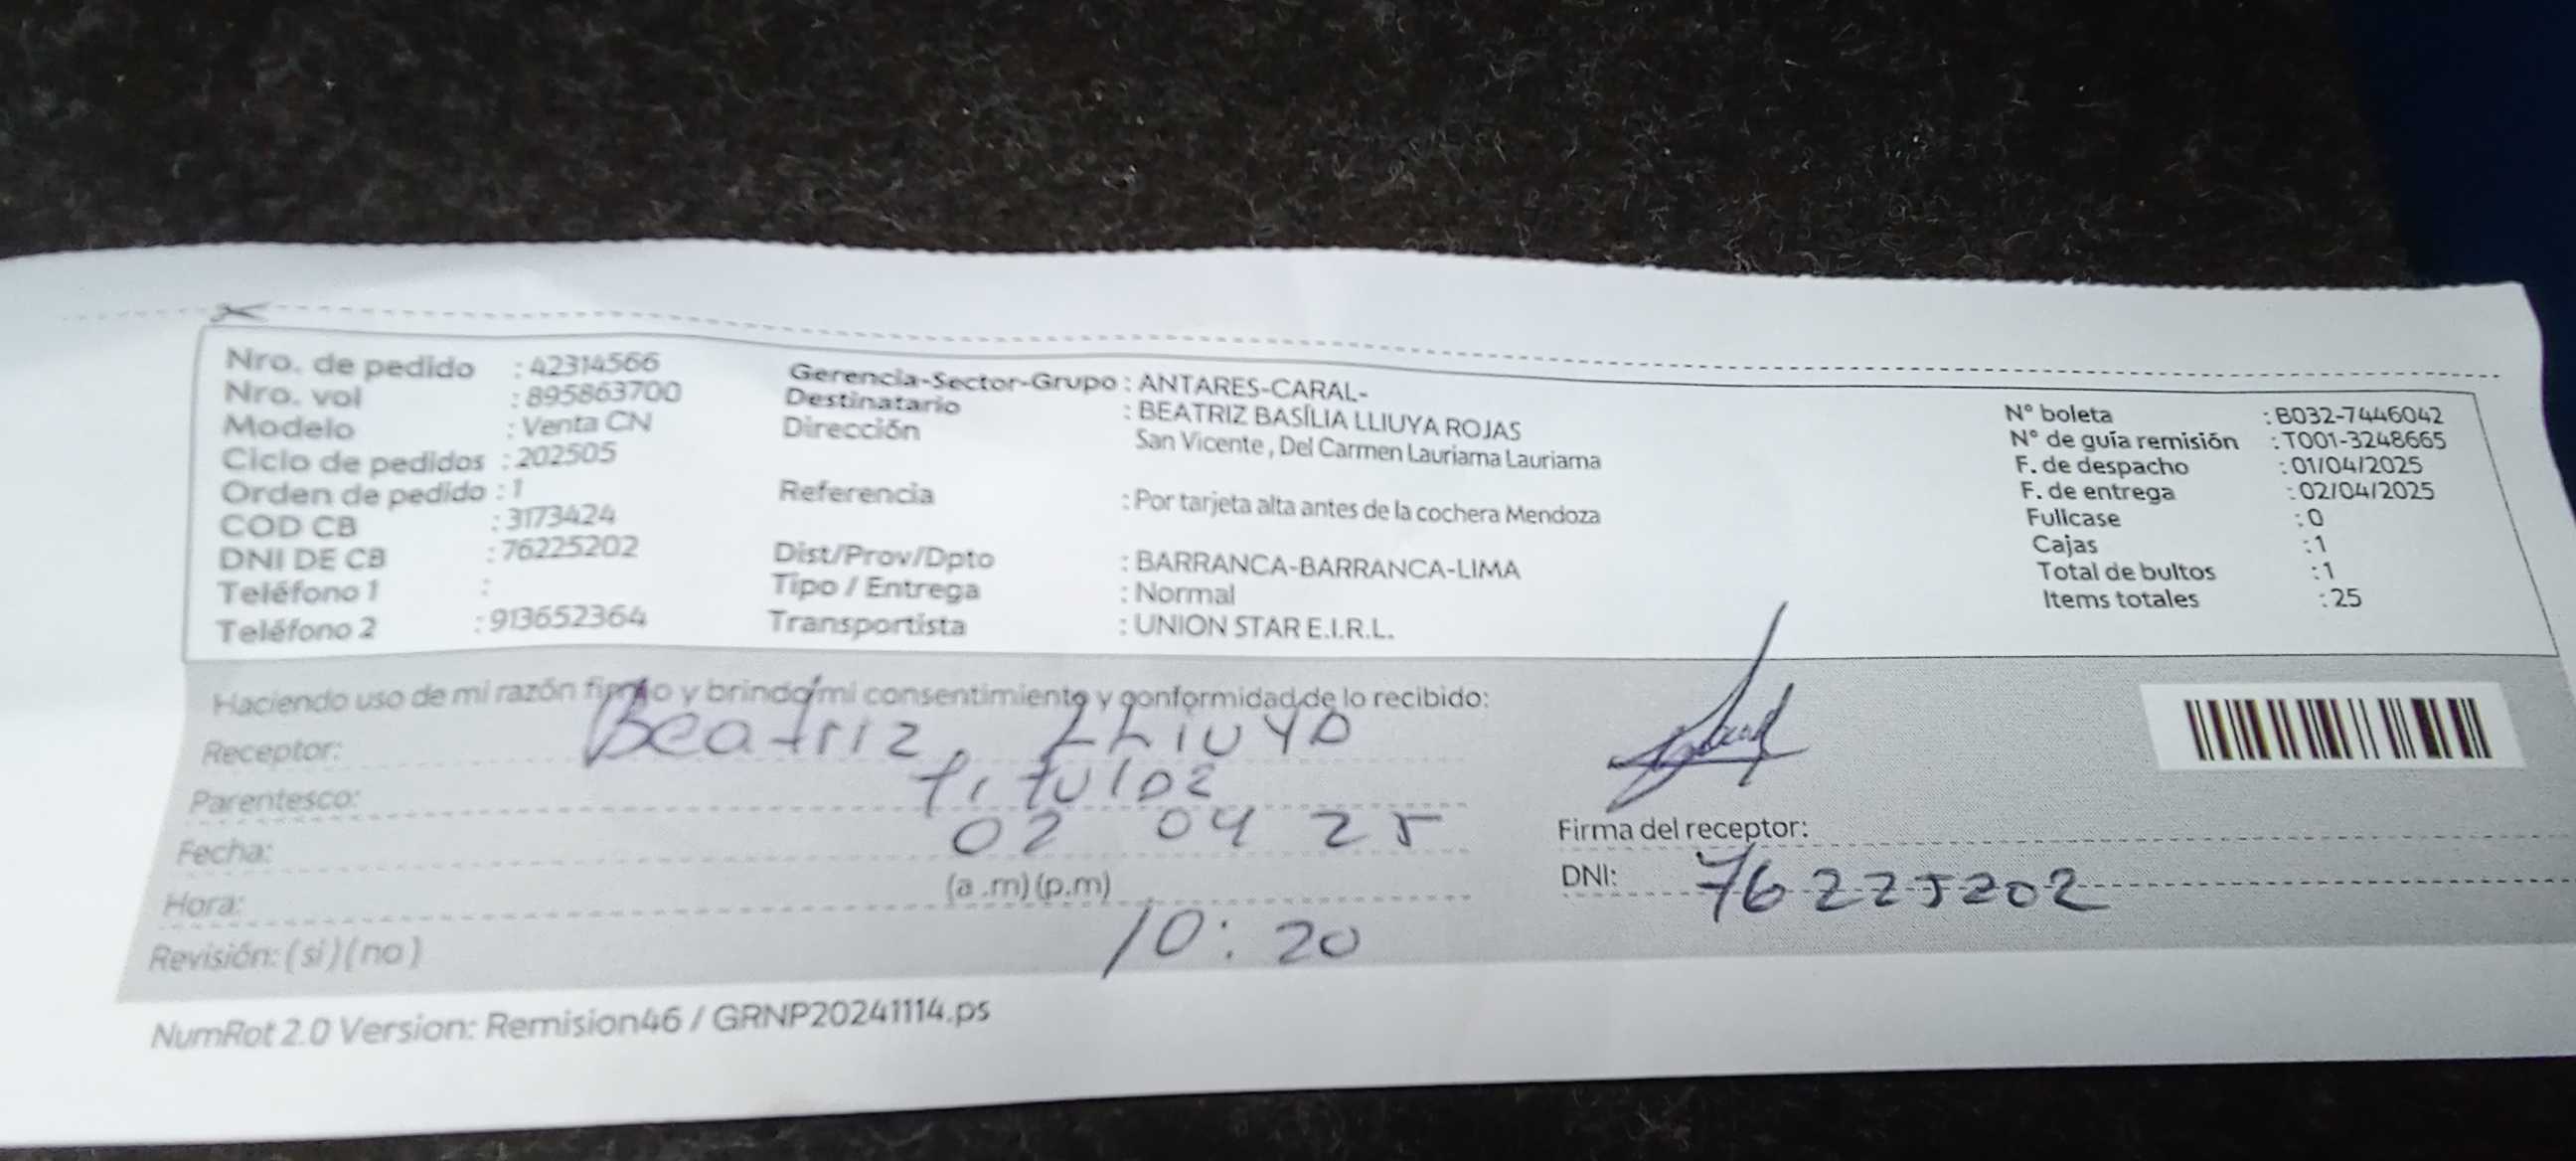 Nro. de pedido : 42314566
Nro. vol : 895863700
Modelo : Venta CN
Ciclo de pedidos : 202505
Orden de pedido : 1
COD CB : 3173424
DNI DE CB : 76225202
Teléfono 1 :
Teléfono 2 : 913652364
Gerencia-Sector-Grupo : ANTARES-CARAL-
Destinatario : BEATRIZ BASÍLIA LLIUYA ROJAS
Dirección San Vicente , Del Carmen Lauriama Lauriama
Referencia : Por tarjeta alta antes de la cochera Mendoza
Dist/Prov/Dpto : BARRANCA-BARRANCA-LIMA
Tipo / Entrega : Normal
Transportista : UNION STAR E.I.R.L.
N° boleta : B032-7446042
N° de guía remisión : T001-3248665
F. de despacho : 01/04/2025
F. de entrega : 02/04/2025
Fullcase : 0
Cajas : 1
Total de bultos : 1
Items totales : 25
Haciendo uso de mi razón firmo y brindo mi consentimiento y conformidad de lo recibido:
Receptor: Beatriz, LLiuya
Parentesco: titular
Fecha: 02 04 25
Hora: (a .m) (p.m)
10:20
Revisión: (si) (no)
Firma del receptor:
DNI: 76225202
NumRot 2.0 Version: Remision46 / GRNP20241114.ps